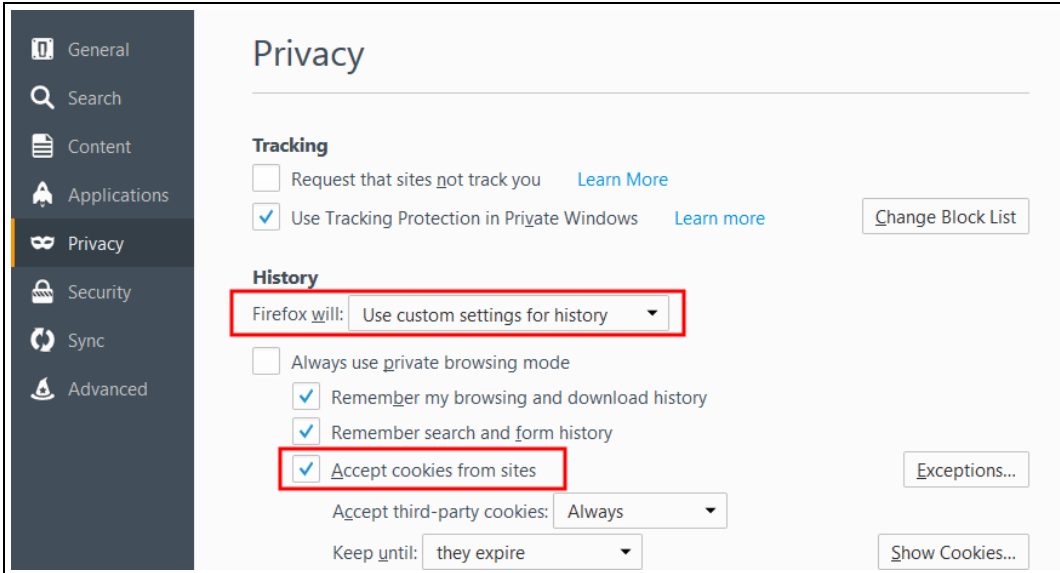 General
Search
Content
Applications
Privacy
Security
Sync
Advanced
Privacy
Tracking
Request that sites not track you Learn More
Use Tracking Protection in Private Windows Learn more Change Block List
History
Firefox will: Use custom settings for history
Always use private browsing mode
Remember my browsing and download history
Remember search and form history
Accept cookies from sites Exceptions...
Accept third-party cookies: Always
Keep until: they expire Show Cookies...